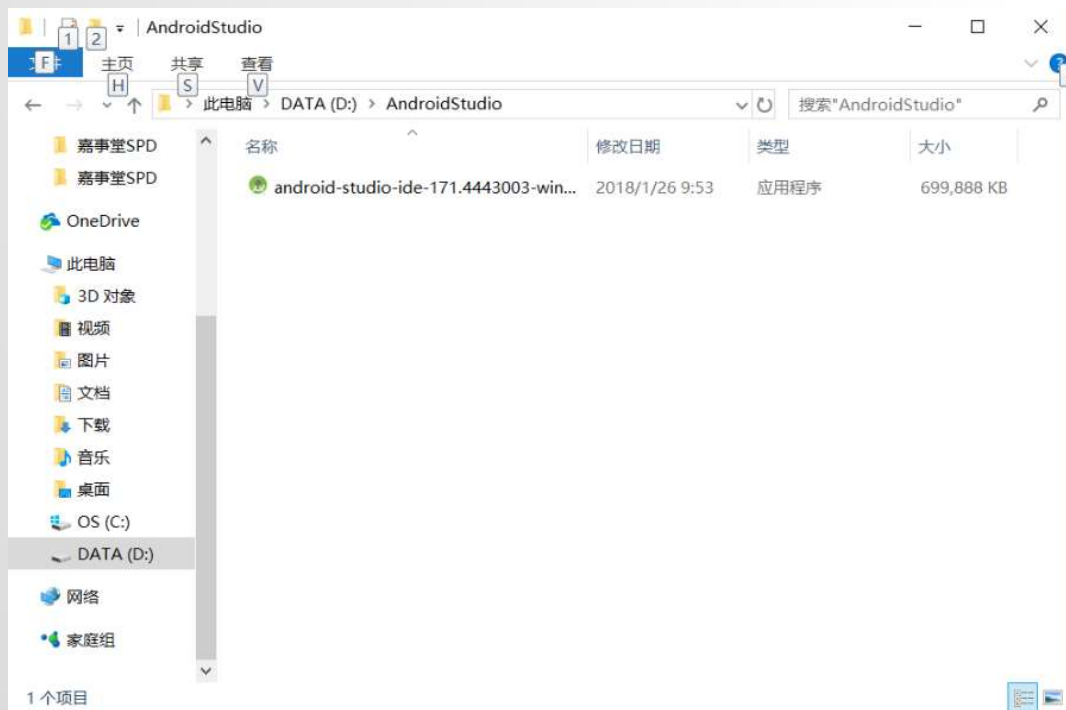 AndroidStudio
1 2
F
主页 共享 查看
H S V
此电脑 > DATA (D:) > AndroidStudio
搜索"AndroidStudio"
名称 修改日期 类型 大小
android-studio-ide-171.4443003-win... 2018/1/26 9:53 应用程序 699,888 KB
嘉事堂SPD
嘉事堂SPD
OneDrive
此电脑
3D 对象
视频
图片
文档
下载
音乐
桌面
OS (C:)
DATA (D:)
网络
家庭组
1 个项目